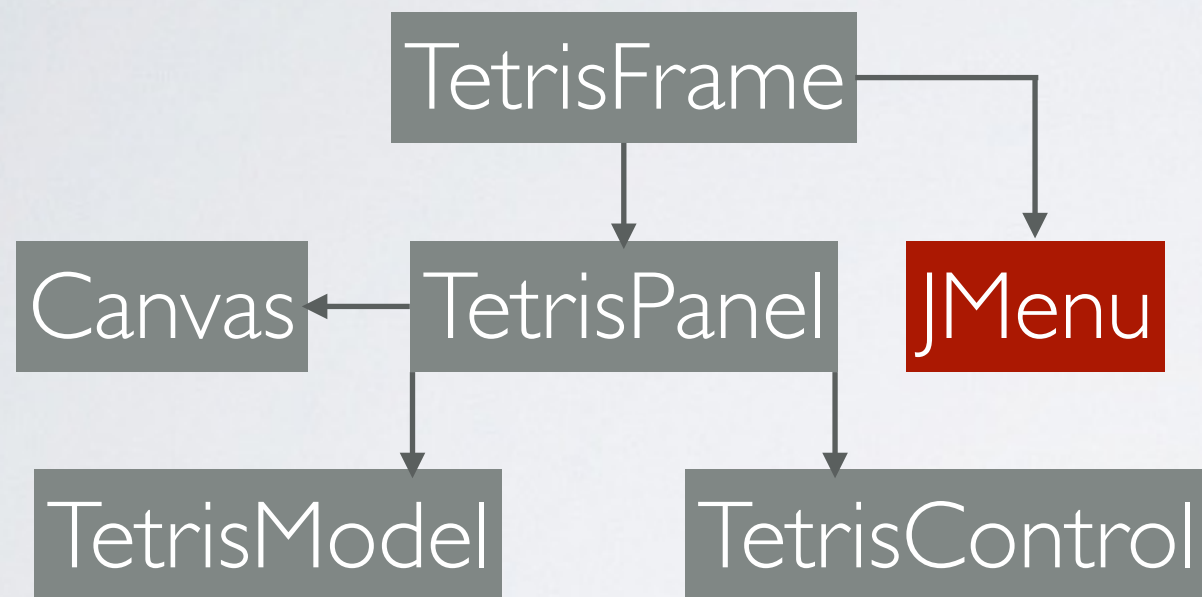 TetrisFrame
Canvas
TetrisPanel
JMenu
TetrisModel
TetrisControl